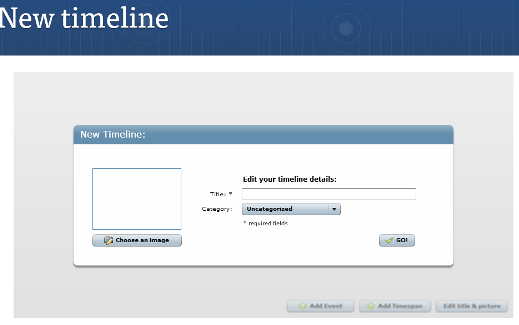 New timeline
New Timeline:
Edit your timeline details:
Title: *
Category: Uncategorized
* required fields
Choose an image
GO!
Add Event
Add Timespan
Edit title & picture